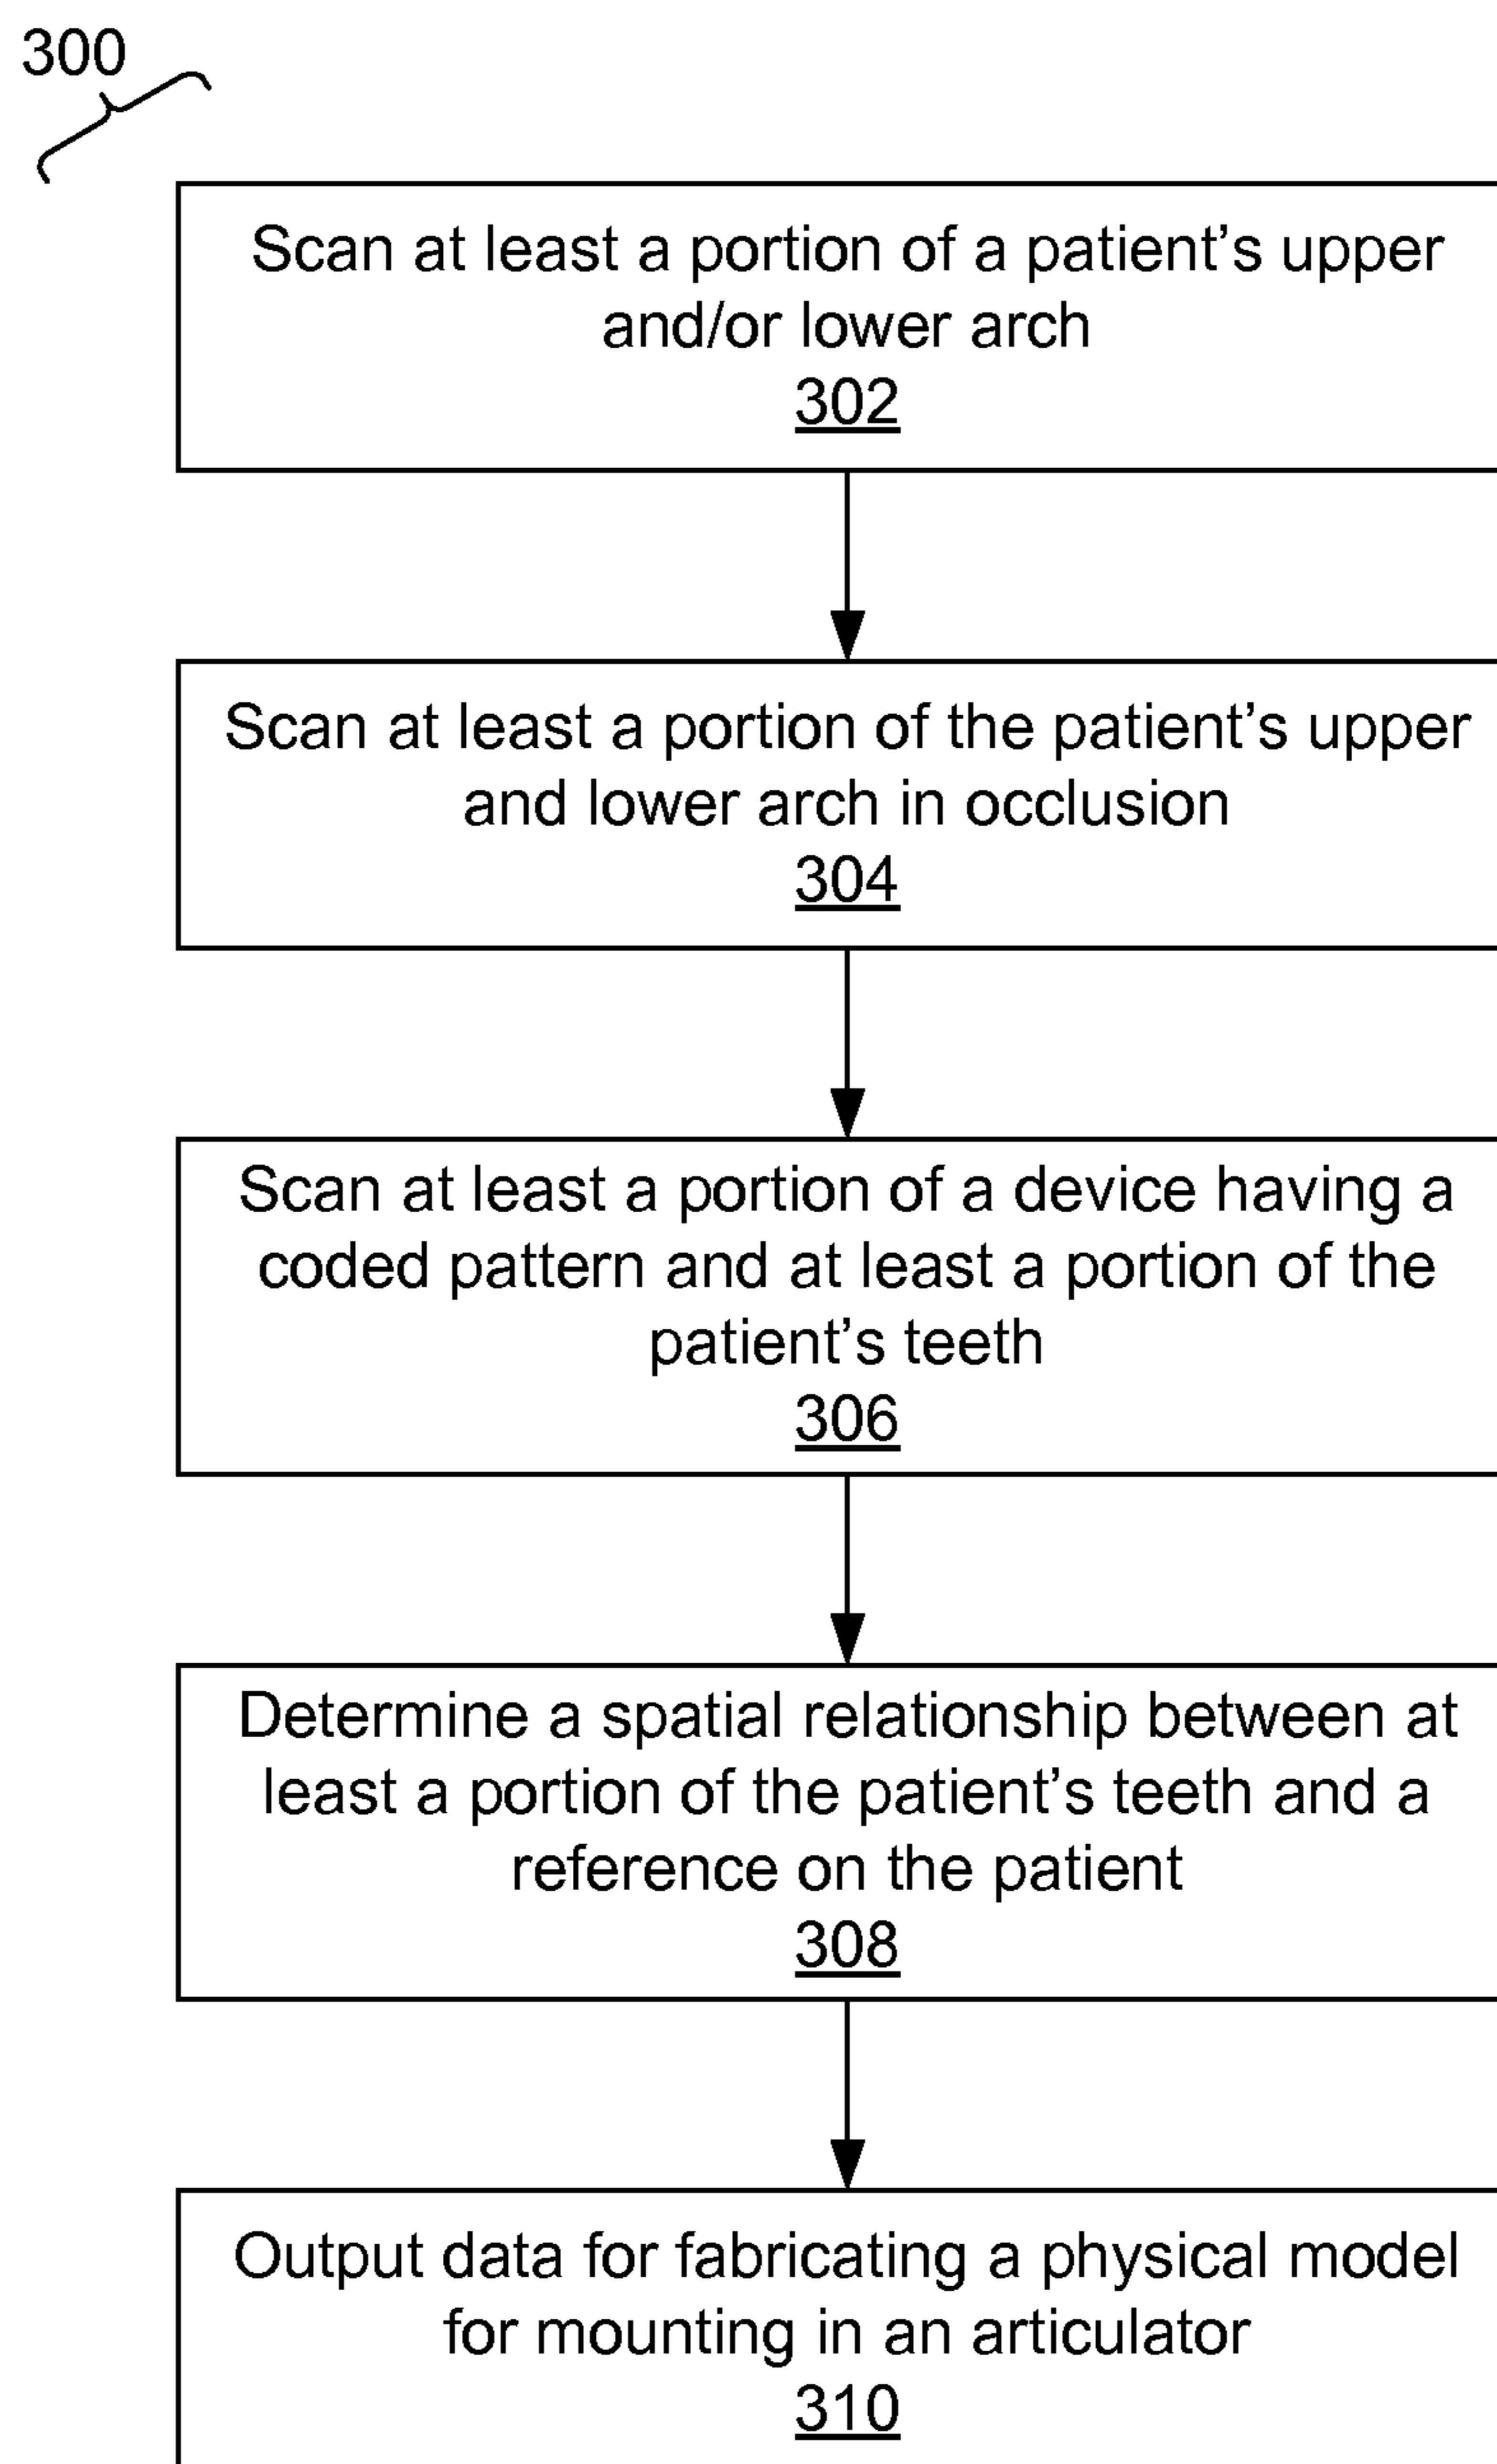 300
Scan at least a portion of a patient’s upper
and/or lower arch
302
Scan at least a portion of the patient’s upper
and lower arch in occlusion
304
Scan at least a portion of a device having a
coded pattern and at least a portion of the
patient’s teeth
306
Determine a spatial relationship between at
least a portion of the patient’s teeth and a
reference on the patient
308
Output data for fabricating a physical model
for mounting in an articulator
310